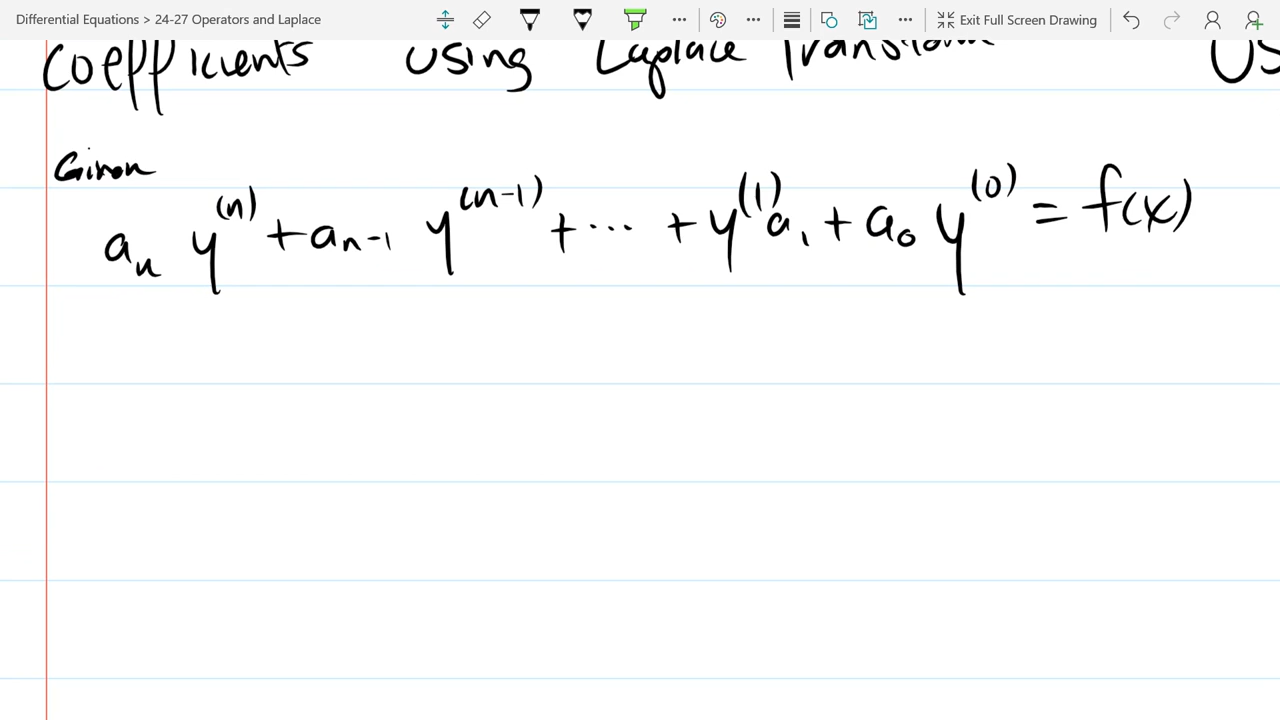 Differential Equations > 24-27 Operators and Laplace Exit Full Screen Drawing
Coefficients Using Laplace Transform US
Given
aₙ y⁽ⁿ⁾ + aₙ₋₁ y⁽ⁿ⁻¹⁾ + ⋯ + y⁽¹⁾a₁ + a₀ y⁽⁰⁾ = f(x)